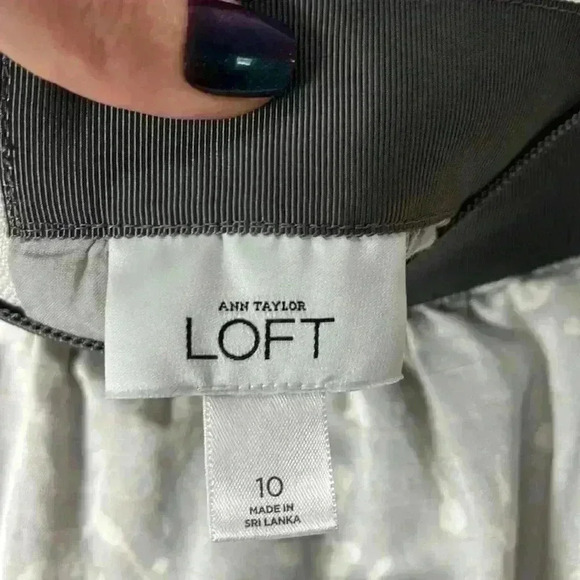 ANN TAYLOR
LOFT
10
MADE IN
SRI LANKA